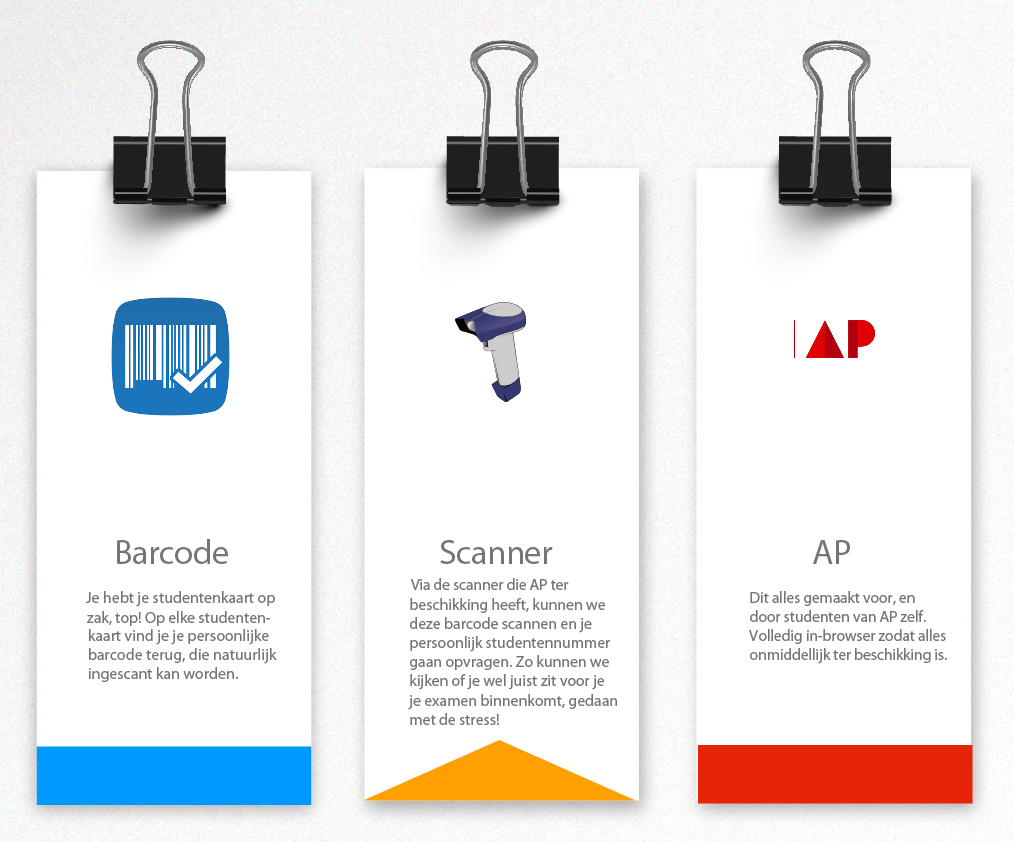 AP
Barcode
Je hebt je studentenkaart op
zak, top! Op elke studenten-
kaart vind je je persoonlijke
barcode terug, die natuurlijk
ingescant kan worden.
Scanner
Via de scanner die AP ter
beschikking heeft, kunnen we
deze barcode scannen en je
persoonlijk studentennummer
gaan opvragen. Zo kunnen we
kijken of je wel juist zit voor je
je examen binnenkomt, gedaan
met de stress!
AP
Dit alles gemaakt voor, en
door studenten van AP zelf.
Volledig in-browser zodat alles
onmiddellijk ter beschikking is.